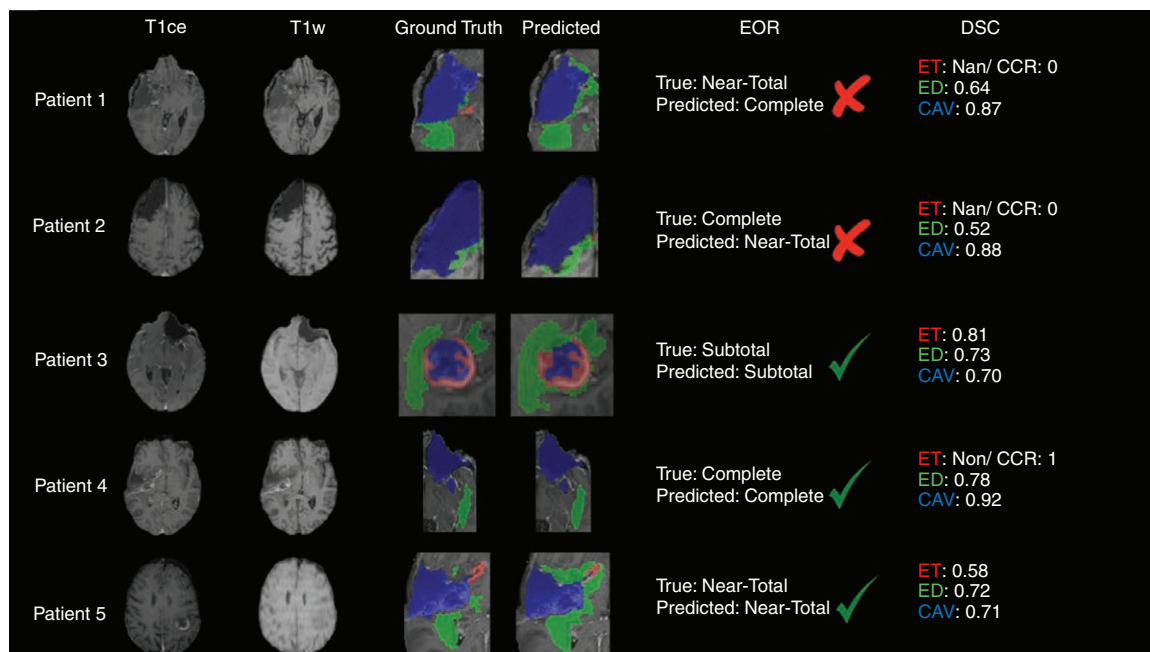 T1ce T1w Ground Truth Predicted EOR DSC
Patient 1
True: Near-Total
Predicted: Complete
ET: Nan/ CCR: 0
ED: 0.64
CAV: 0.87
Patient 2
True: Complete
Predicted: Near-Total
ET: Nan/ CCR: 0
ED: 0.52
CAV: 0.88
Patient 3
True: Subtotal
Predicted: Subtotal
ET: 0.81
ED: 0.73
CAV: 0.70
Patient 4
True: Complete
Predicted: Complete
ET: Non/ CCR: 1
ED: 0.78
CAV: 0.92
Patient 5
True: Near-Total
Predicted: Near-Total
ET: 0.58
ED: 0.72
CAV: 0.71